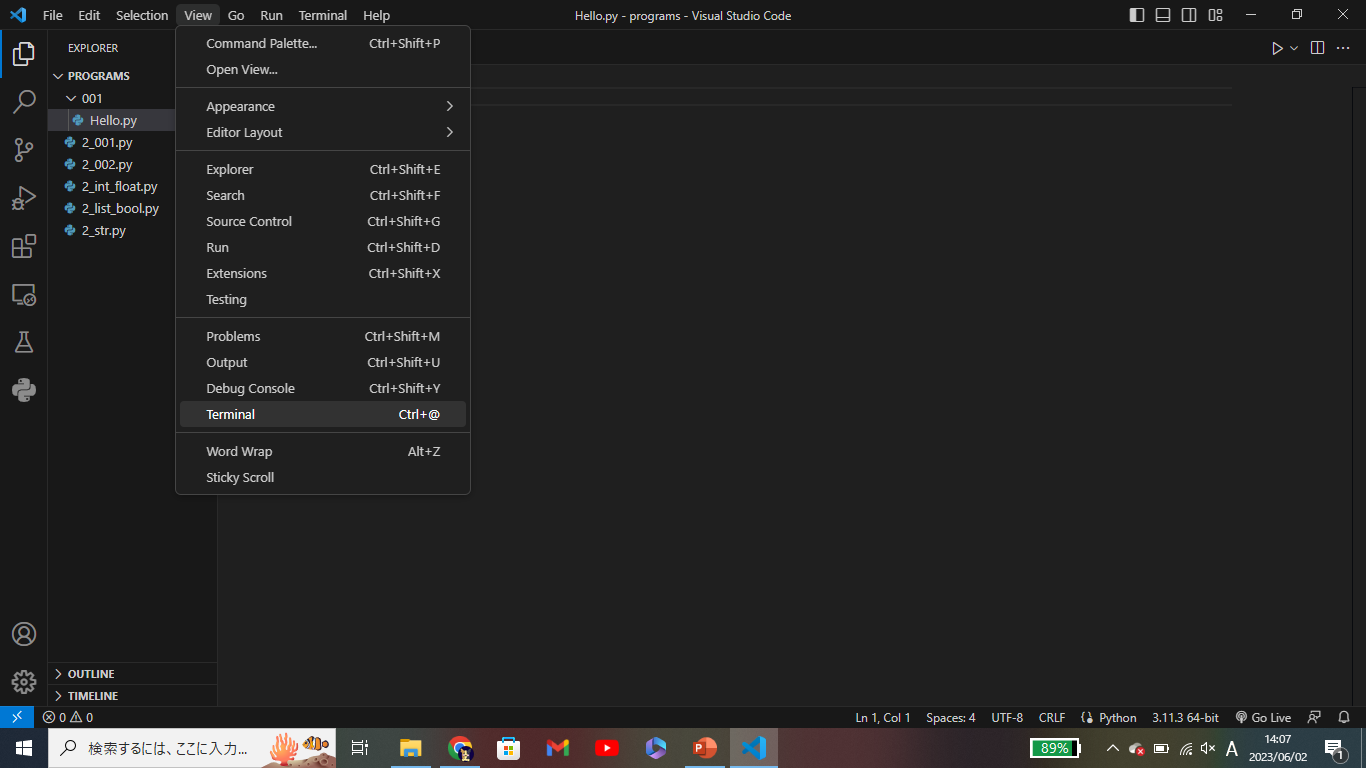 File Edit Selection View Go Run Terminal Help Hello.py - programs - Visual Studio Code
EXPLORER
PROGRAMS
001
Hello.py
2_001.py
2_002.py
2_int_float.py
2_list_bool.py
2_str.py
OUTLINE
TIMELINE
Command Palette... Ctrl+Shift+P
Open View...
Appearance
Editor Layout
Explorer Ctrl+Shift+E
Search Ctrl+Shift+F
Source Control Ctrl+Shift+G
Run Ctrl+Shift+D
Extensions Ctrl+Shift+X
Testing
Problems Ctrl+Shift+M
Output Ctrl+Shift+U
Debug Console Ctrl+Shift+Y
Terminal Ctrl+@
Word Wrap Alt+Z
Sticky Scroll
0 0 Ln 1, Col 1 Spaces: 4 UTF-8 CRLF Python 3.11.3 64-bit Go Live
検索するには、ここに入力... 89% A 14:07
2023/06/02 1